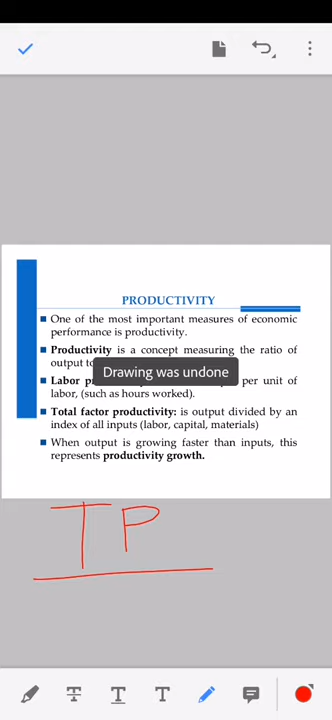 PRODUCTIVITY
One of the most important measures of economic
performance is productivity.
Productivity is a concept measuring the ratio of
output to
Drawing was undone
Labor per unit of
labor, (such as hours worked).
Total factor productivity: is output divided by an
index of all inputs (labor, capital, materials)
When output is growing faster than inputs, this
represents productivity growth.
TP
T T T